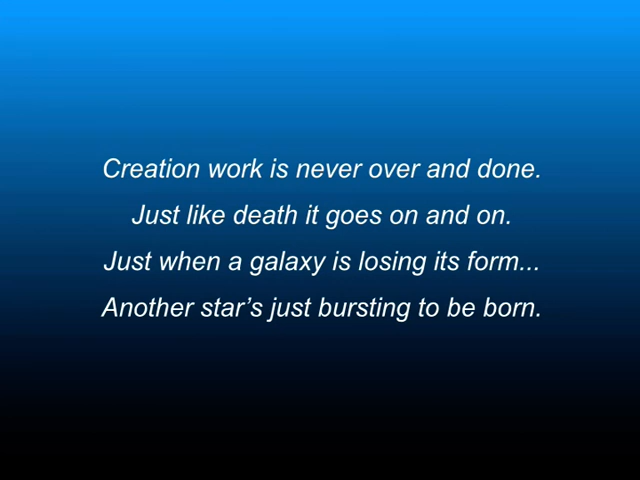 Creation work is never over and done.
Just like death it goes on and on.
Just when a galaxy is losing its form...
Another star’s just bursting to be born.